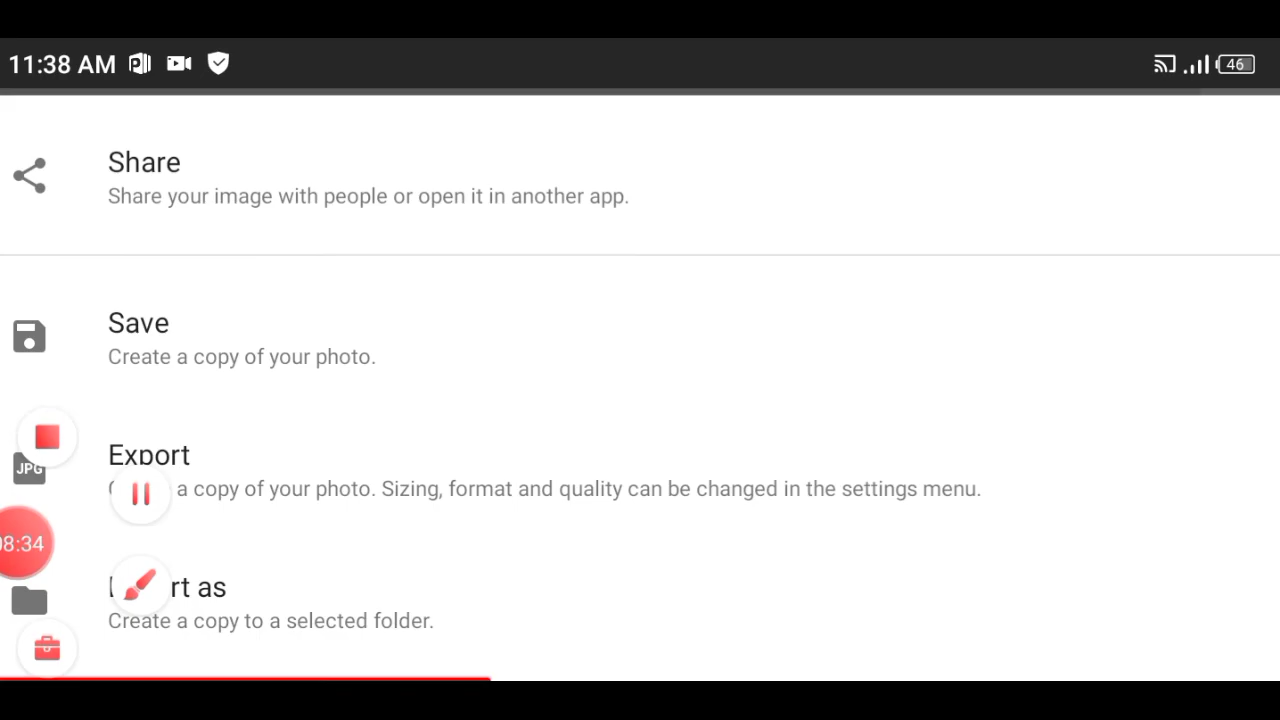 11:38 AM
46
Share
Share your image with people or open it in another app.
Save
Create a copy of your photo.
Export
JPG
a copy of your photo. Sizing, format and quality can be changed in the settings menu.
08:34
rt as
Create a copy to a selected folder.